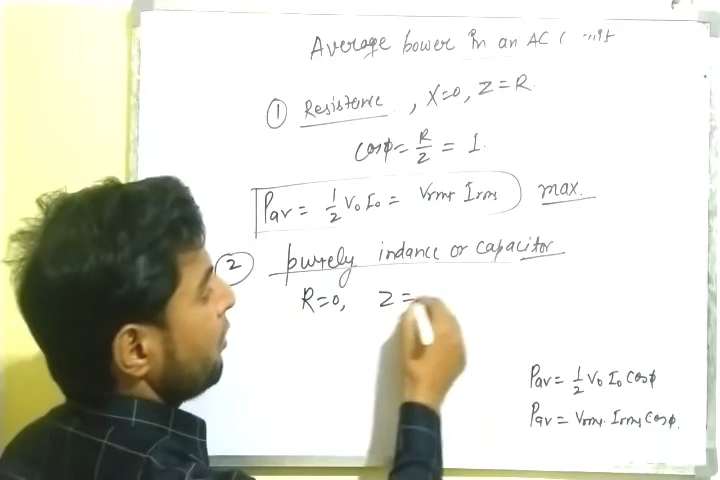 Average power in an AC
① Resistance, X=0, Z=R
cosφ = R/Z = 1.
Pav = 1/2 V₀ I₀ = Vrms Irms max.
② purely indance or capacitor
R=0, Z=
Pav = 1/2 V₀ I₀ cosφ
Pav = Vrms. Irms cosφ.